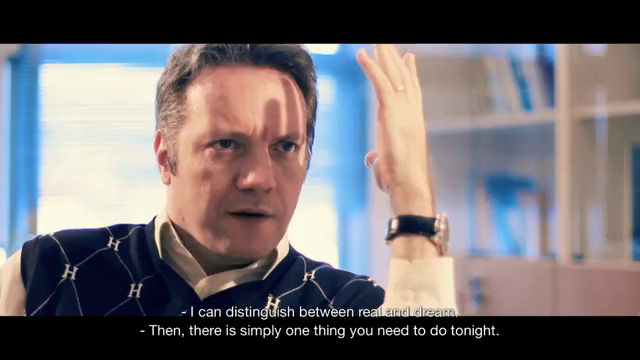 H
H
H
H
H
- I can distinguish between real and dream.
- Then, there is simply one thing you need to do tonight.